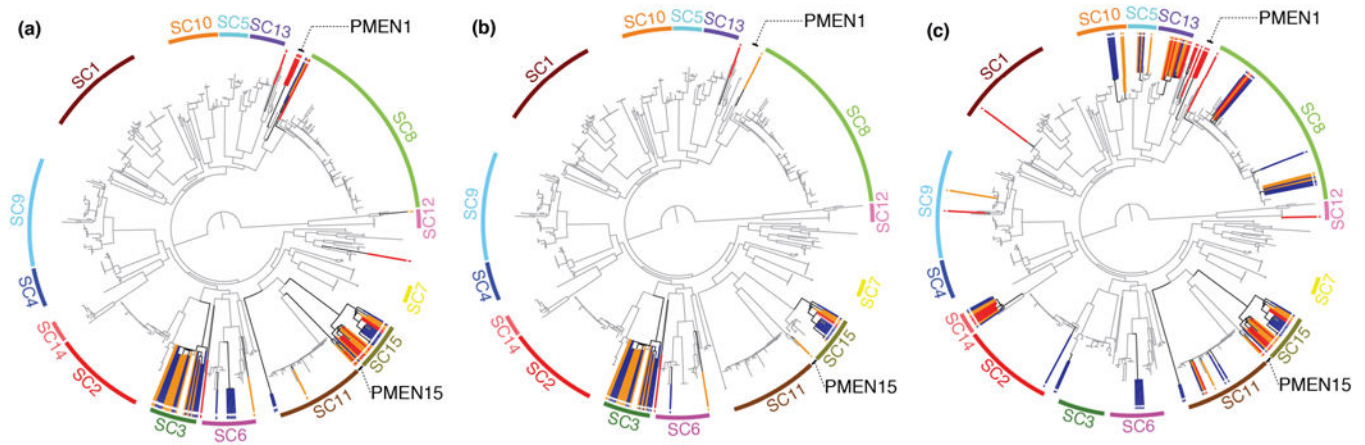 (a)
SC10
SC5
SC13
PMEN1
SC1
SC8
SC9
SC12
SC4
SC7
SC14
SC15
SC2
PMEN15
SC3
SC6
SC11
(b)
SC10
SC5
SC13
PMEN1
SC1
SC8
SC9
SC12
SC4
SC7
SC14
SC15
SC2
PMEN15
SC3
SC6
SC11
(c)
SC10
SC5
SC13
PMEN1
SC1
SC8
SC9
SC12
SC4
SC7
SC14
SC15
SC2
PMEN15
SC3
SC6
SC11